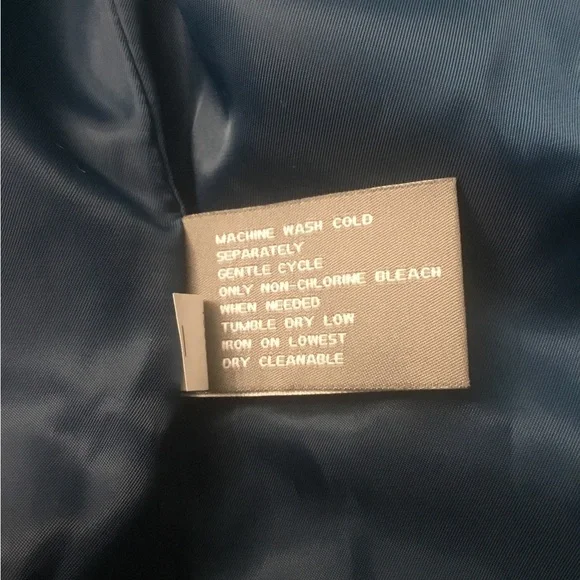 MACHINE WASH COLD
SEPARATELY
GENTLE CYCLE
ONLY NON-CHLORINE BLEACH
WHEN NEEDED
TUMBLE DRY LOW
IRON ON LOWEST
DRY CLEANABLE